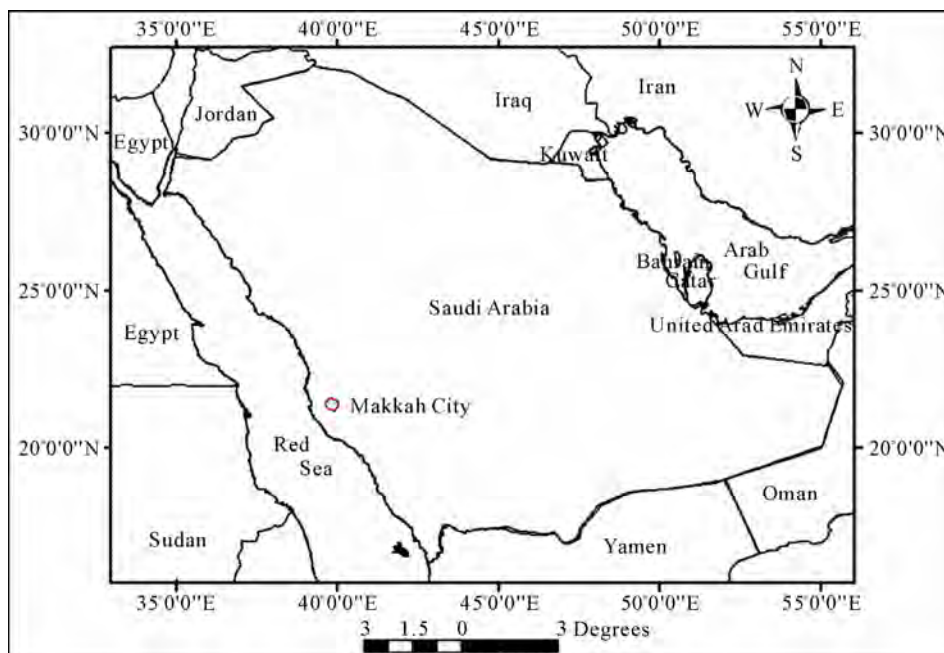 35°0'0"E 40°0'0"E 45°0'0"E 50°0'0"E 55°0'0"E
N
W E
S
Iraq
Iran
Jordan
30°0'0"N
30°0'0"N
Egypt
Kuwait
Arab
Gulf
Bahrain
Qatar
25°0'0"N
25°0'0"N
Saudi Arabia
Egypt
United Arad Emirates
Makkah City
Red
Sea
20°0'0"N
20°0'0"N
Oman
Sudan
Yamen
35°0'0"E 40°0'0"E 45°0'0"E 50°0'0"E 55°0'0"E
3 1.5 0 3 Degrees